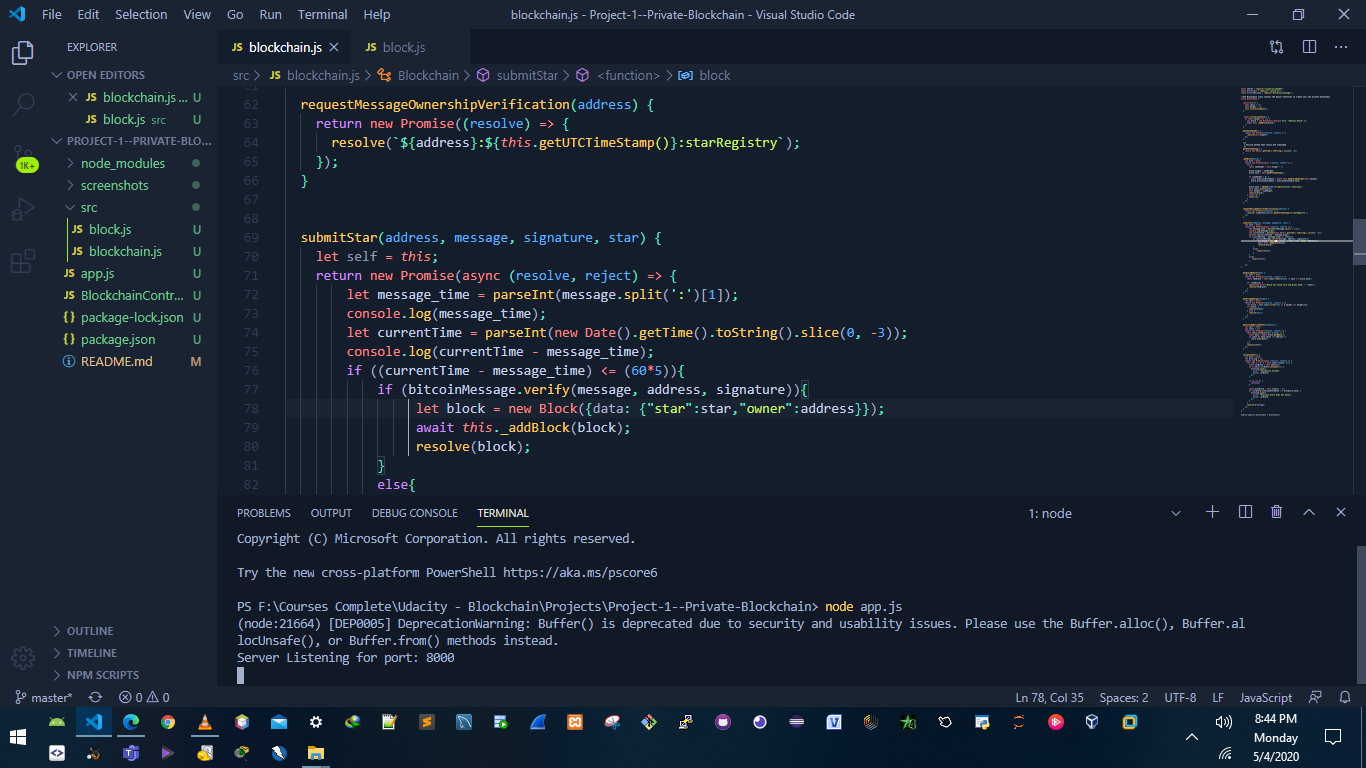 File Edit Selection View Go Run Terminal Help
blockchain.js - Project-1--Private-Blockchain - Visual Studio Code
EXPLORER
OPEN EDITORS
JS blockchain.js ... U
JS block.js src U
PROJECT-1--PRIVATE-BLO...
node_modules
screenshots
src
JS block.js U
JS blockchain.js U
JS app.js U
JS BlockchainContr... U
{} package-lock.json U
{} package.json U
README.md M
OUTLINE
TIMELINE
NPM SCRIPTS
1K+
JS blockchain.js
JS block.js
src > JS blockchain.js > Blockchain > submitStar > <function> > block
61
62 requestMessageOwnershipVerification(address) {
63 return new Promise((resolve) => {
64 resolve(`${address}:${this.getUTCTimeStamp()}:starRegistry`);
65 });
66 }
67
68
69 submitStar(address, message, signature, star) {
70 let self = this;
71 return new Promise(async (resolve, reject) => {
72 let message_time = parseInt(message.split(':')[1]);
73 console.log(message_time);
74 let currentTime = parseInt(new Date().getTime().toString().slice(0, -3));
75 console.log(currentTime - message_time);
76 if ((currentTime - message_time) <= (60*5)){
77 if (bitcoinMessage.verify(message, address, signature)){
78 let block = new Block({data: {"star":star,"owner":address}});
79 await this._addBlock(block);
80 resolve(block);
81 }
82 else{
PROBLEMS OUTPUT DEBUG CONSOLE TERMINAL
1: node
Copyright (C) Microsoft Corporation. All rights reserved.
Try the new cross-platform PowerShell https://aka.ms/pscore6
PS F:\Courses Complete\Udacity - Blockchain\Projects\Project-1--Private-Blockchain> node app.js
(node:21664) [DEP0005] DeprecationWarning: Buffer() is deprecated due to security and usability issues. Please use the Buffer.alloc(), Buffer.al
locUnsafe(), or Buffer.from() methods instead.
Server Listening for port: 8000
master* 0 0
Ln 78, Col 35 Spaces: 2 UTF-8 LF JavaScript
8:44 PM
Monday
5/4/2020